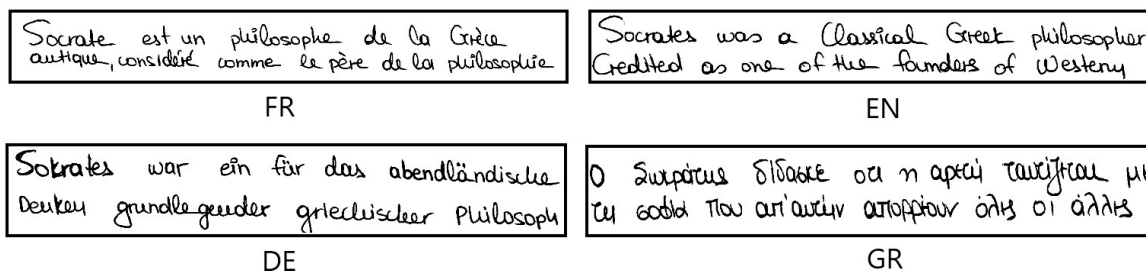 Socrate est un philosophe de la Grèce
antique, considéré comme le père de la philosophie
FR
Socrates was a Classical Greek philosopher
Credited as one of the founders of Western
EN
Sokrates war ein für das abendländische
Denken grundlegender griechischer Philosoph
DE
Ο Σωκράτης δίδασκε οτι η αρετή ταυτίζεται με
τη σοφία που απ'αυτήν απορρέουν όλες οι άλλες
GR